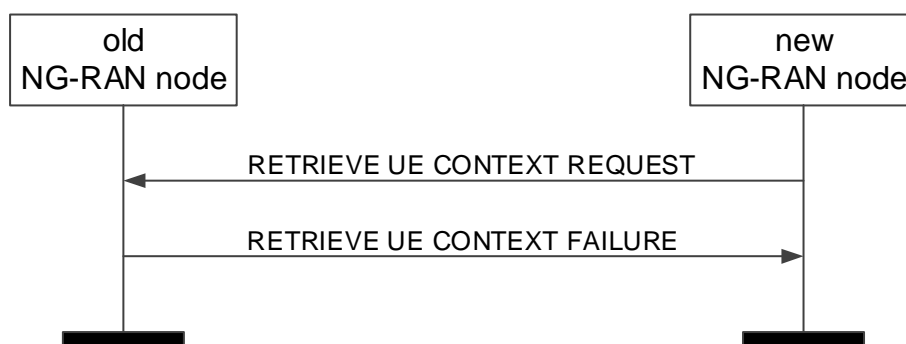 old
NG-RAN node
new
NG-RAN node
RETRIEVE UE CONTEXT REQUEST
RETRIEVE UE CONTEXT FAILURE